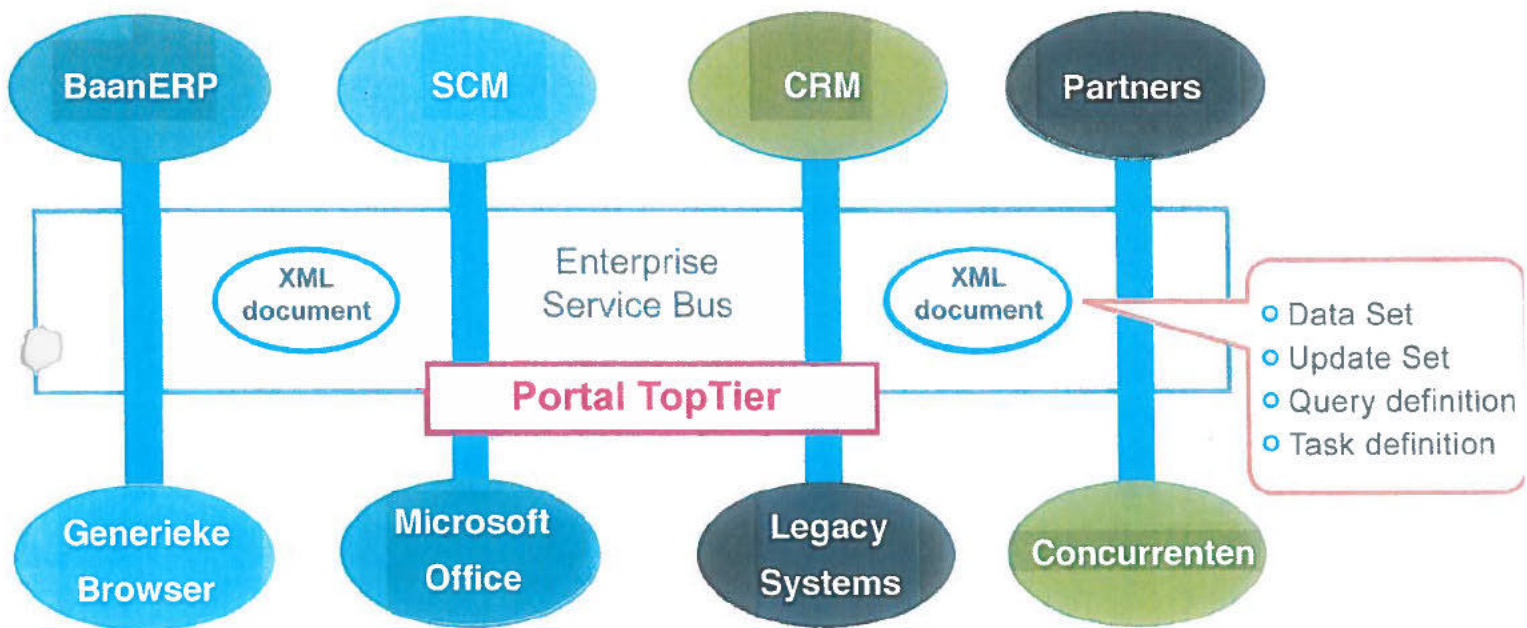 BaanERP
SCM
CRM
Partners
XML
document
Enterprise
Service Bus
XML
document
Data Set
Update Set
Query definition
Task definition
Portal TopTier
Generieke
Browser
Microsoft
Office
Legacy
Systems
Concurrenten